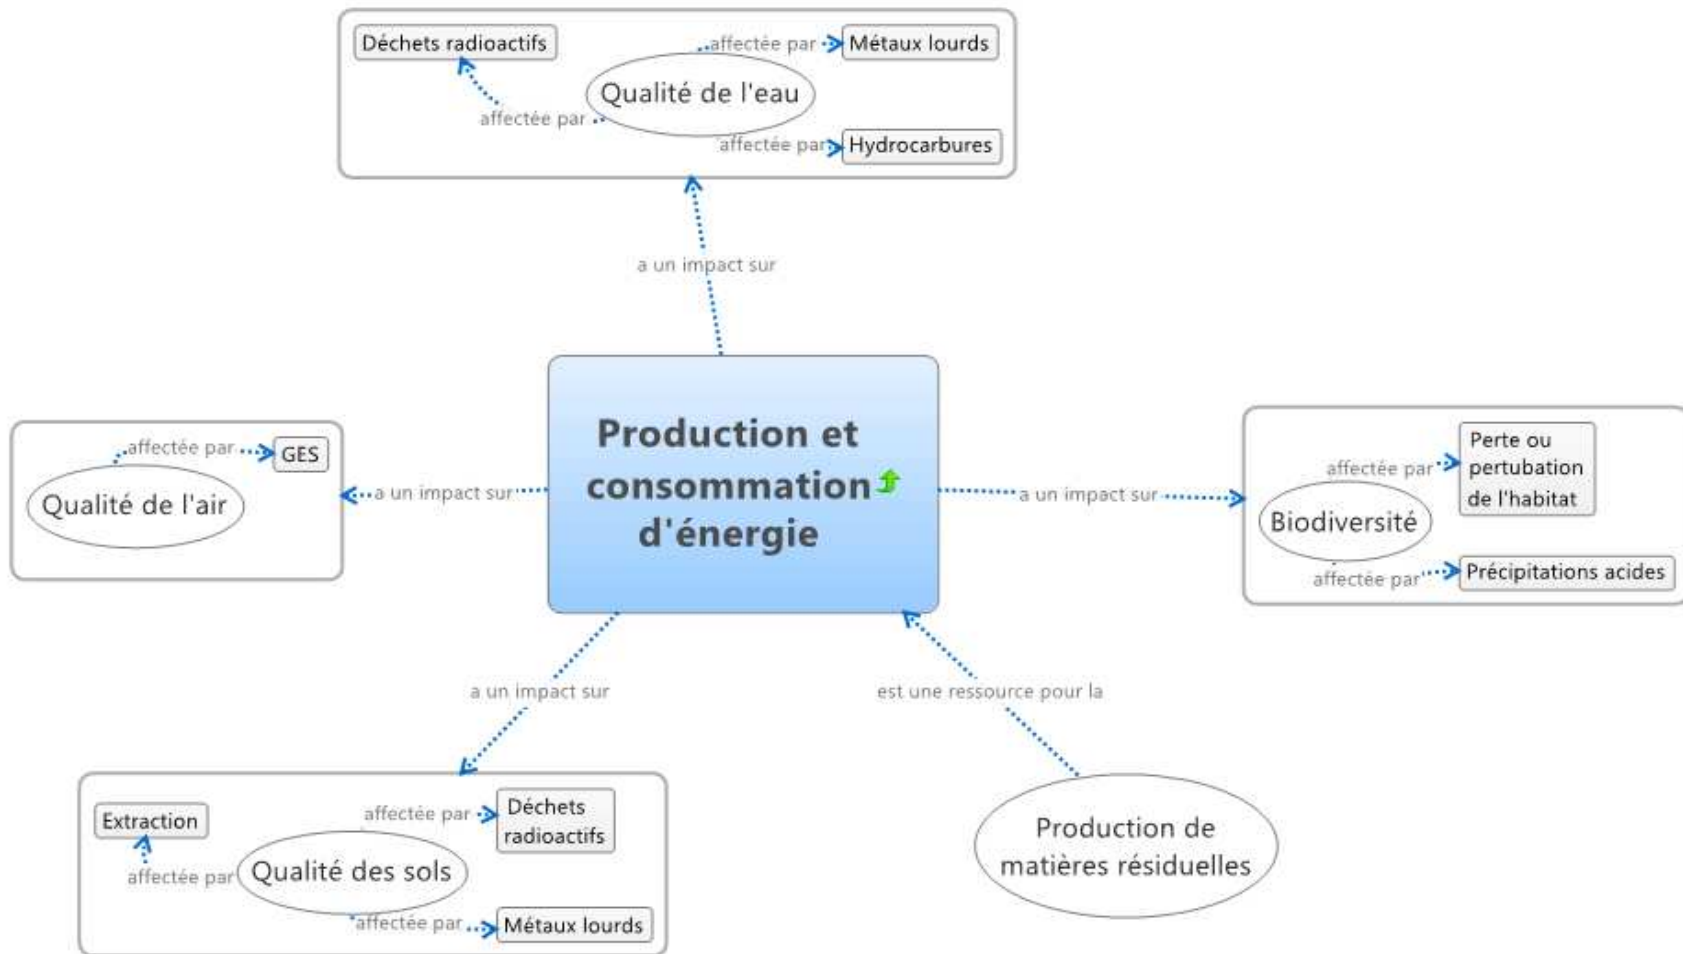 Déchets radioactifs
affectée par
Métaux lourds
Qualité de l'eau
affectée par
affectée par
Hydrocarbures
a un impact sur
Production et
consommation
d'énergie
affectée par
GES
Qualité de l'air
a un impact sur
a un impact sur
Perte ou
pertubation
de l'habitat
affectée par
Biodiversité
affectée par
Précipitations acides
a un impact sur
est une ressource pour la
Extraction
affectée par
Déchets
radioactifs
affectée par
Qualité des sols
affectée par
Métaux lourds
Production de
matières résiduelles